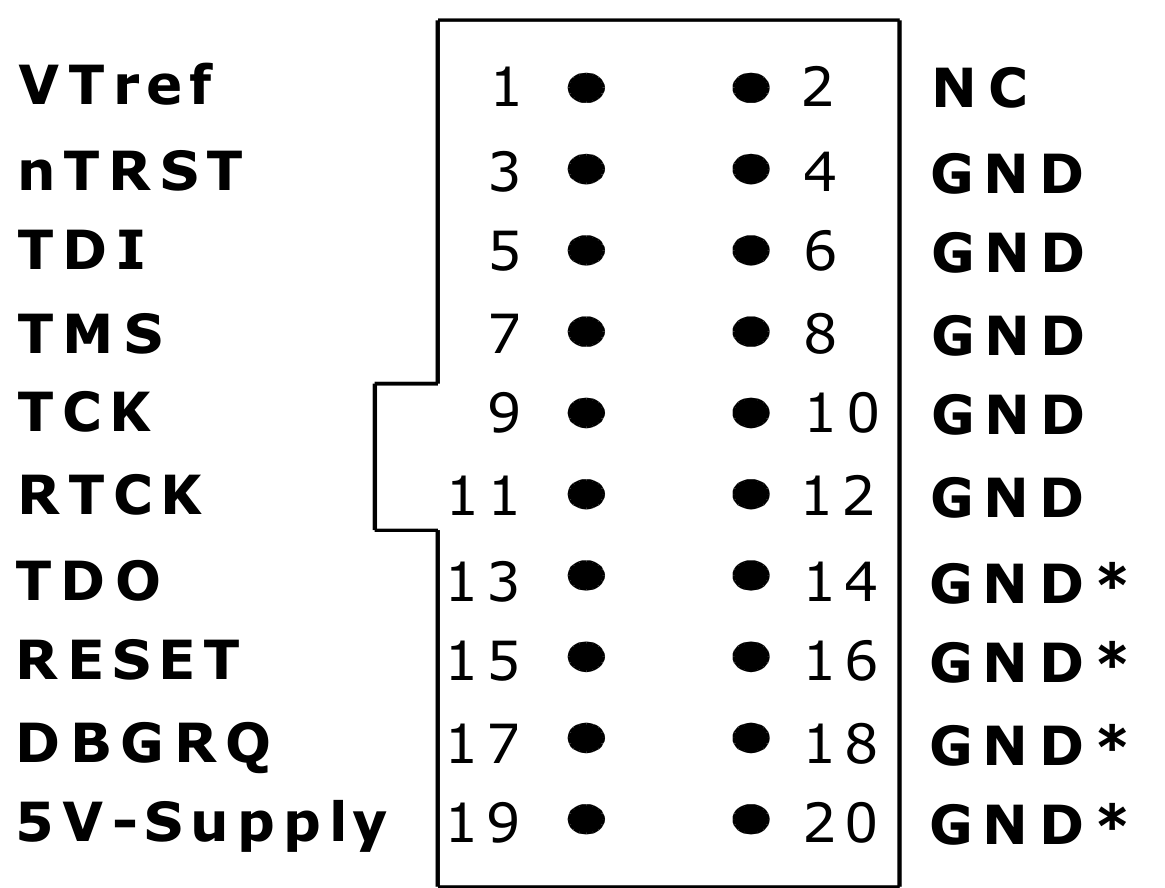 VTref 1 2 NC
nTRST 3 4 GND
TDI 5 6 GND
TMS 7 8 GND
TCK 9 10 GND
RTCK 11 12 GND
TDO 13 14 GND*
RESET 15 16 GND*
DBGRQ 17 18 GND*
5V-Supply 19 20 GND*